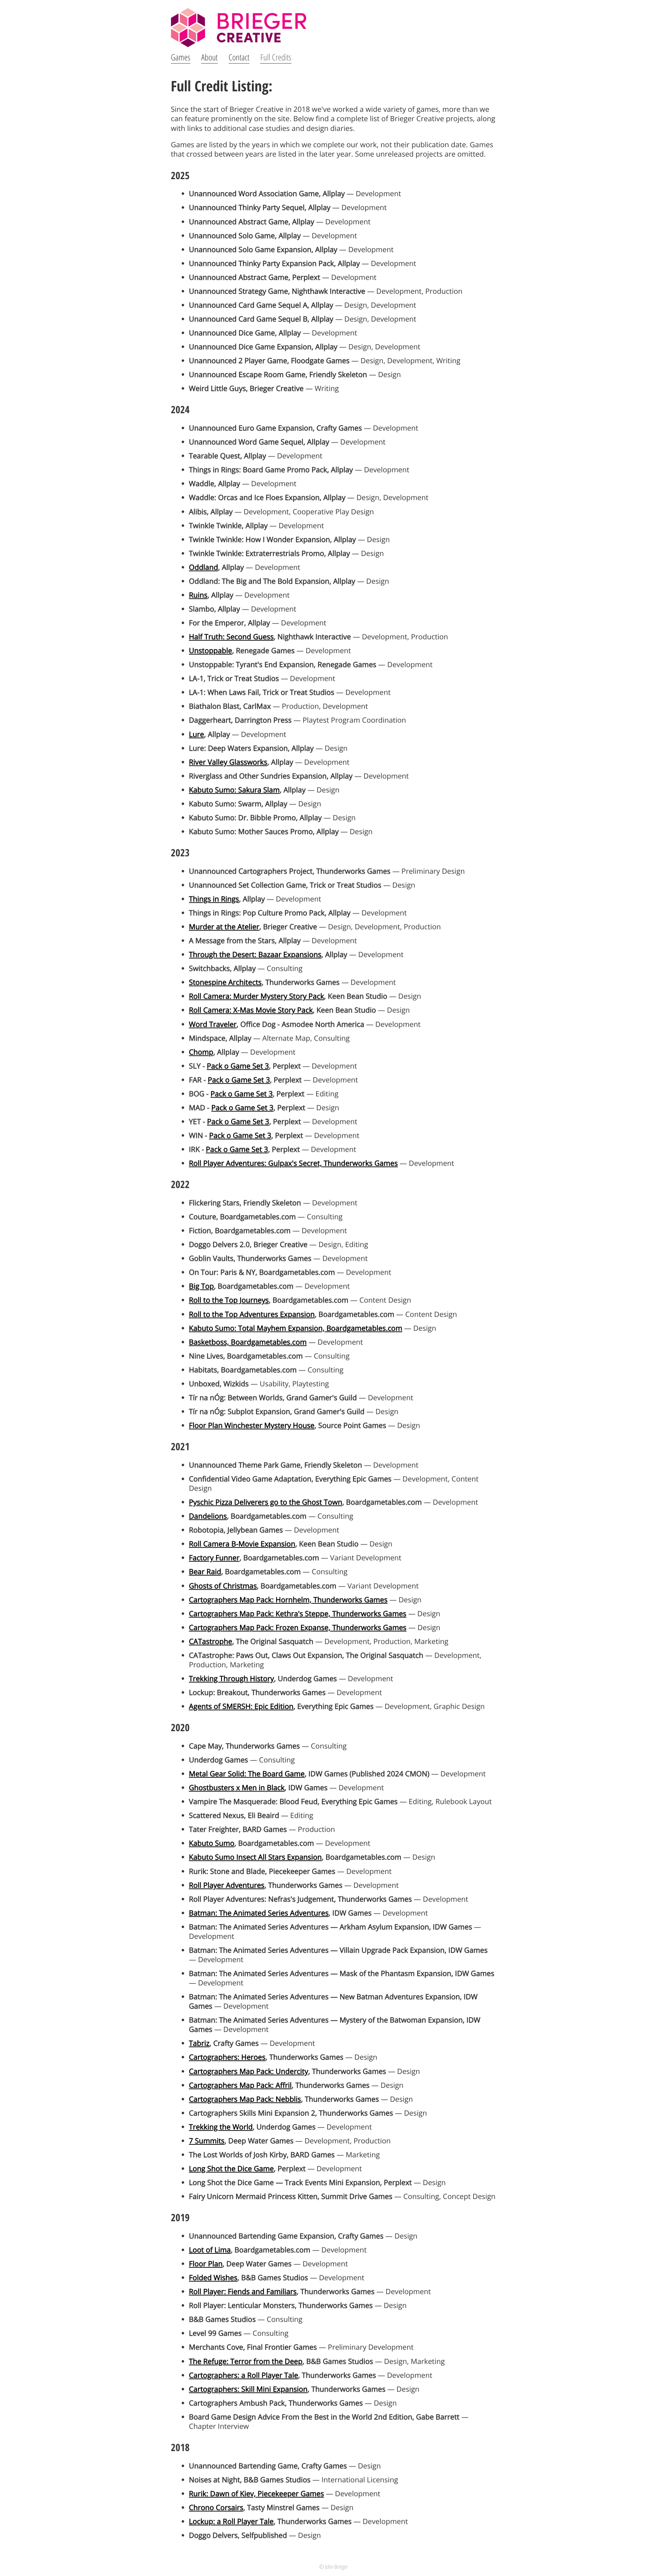 BRIEGER
CREATIVE
Games About Contact Full Credits
Full Credit Listing:
Since the start of Brieger Creative in 2018 we've worked a wide variety of games, more than we
can feature prominently on the site. Below find a complete list of Brieger Creative projects, along
with links to additional case studies and design diaries.
Games are listed by the years in which we complete our work, not their publication date. Games
that crossed between years are listed in the later year. Some unreleased projects are omitted.
2025
• Unannounced Word Association Game, Allplay — Development
• Unannounced Thinky Party Sequel, Allplay — Development
• Unannounced Abstract Game, Allplay — Development
• Unannounced Solo Game, Allplay — Development
• Unannounced Solo Game Expansion, Allplay — Development
• Unannounced Thinky Party Expansion Pack, Allplay — Development
• Unannounced Abstract Game, Perplext — Development
• Unannounced Strategy Game, Nighthawk Interactive — Development, Production
• Unannounced Card Game Sequel A, Allplay — Design, Development
• Unannounced Card Game Sequel B, Allplay — Design, Development
• Unannounced Dice Game, Allplay — Development
• Unannounced Dice Game Expansion, Allplay — Design, Development
• Unannounced 2 Player Game, Floodgate Games — Design, Development, Writing
• Unannounced Escape Room Game, Friendly Skeleton — Design
• Weird Little Guys, Brieger Creative — Writing
2024
• Unannounced Euro Game Expansion, Crafty Games — Development
• Unannounced Word Game Sequel, Allplay — Development
• Tearable Quest, Allplay — Development
• Things in Rings: Board Game Promo Pack, Allplay — Development
• Waddle, Allplay — Development
• Waddle: Orcas and Ice Floes Expansion, Allplay — Design, Development
• Alibis, Allplay — Development, Cooperative Play Design
• Twinkle Twinkle, Allplay — Development
• Twinkle Twinkle: How I Wonder Expansion, Allplay — Design
• Twinkle Twinkle: Extraterrestrials Promo, Allplay — Design
• Oddland, Allplay — Development
• Oddland: The Big and The Bold Expansion, Allplay — Design
• Ruins, Allplay — Development
• Slambo, Allplay — Development
• For the Emperor, Allplay — Development
• Half Truth: Second Guess, Nighthawk Interactive — Development, Production
• Unstoppable, Renegade Games — Development
• Unstoppable: Tyrant's End Expansion, Renegade Games — Development
• LA-1, Trick or Treat Studios — Development
• LA-1: When Laws Fail, Trick or Treat Studios — Development
• Biathalon Blast, CarlMax — Production, Development
• Daggerheart, Darrington Press — Playtest Program Coordination
• Lure, Allplay — Development
• Lure: Deep Waters Expansion, Allplay — Design
• River Valley Glassworks, Allplay — Development
• Riverglass and Other Sundries Expansion, Allplay — Development
• Kabuto Sumo: Sakura Slam, Allplay — Design
• Kabuto Sumo: Swarm, Allplay — Design
• Kabuto Sumo: Dr. Bibble Promo, Allplay — Design
• Kabuto Sumo: Mother Sauces Promo, Allplay — Design
2023
• Unannounced Cartographers Project, Thunderworks Games — Preliminary Design
• Unannounced Set Collection Game, Trick or Treat Studios — Design
• Things in Rings, Allplay — Development
• Things in Rings: Pop Culture Promo Pack, Allplay — Development
• Murder at the Atelier, Brieger Creative — Design, Development, Production
• A Message from the Stars, Allplay — Development
• Through the Desert: Bazaar Expansions, Allplay — Development
• Switchbacks, Allplay — Consulting
• Stonespine Architects, Thunderworks Games — Development
• Roll Camera: Murder Mystery Story Pack, Keen Bean Studio — Design
• Roll Camera: X-Mas Movie Story Pack, Keen Bean Studio — Design
• Word Traveler, Office Dog - Asmodee North America — Development
• Mindspace, Allplay — Alternate Map, Consulting
• Chomp, Allplay — Development
• SLY - Pack o Game Set 3, Perplext — Development
• FAR - Pack o Game Set 3, Perplext — Development
• BOG - Pack o Game Set 3, Perplext — Editing
• MAD - Pack o Game Set 3, Perplext — Design
• YET - Pack o Game Set 3, Perplext — Development
• WIN - Pack o Game Set 3, Perplext — Development
• IRK - Pack o Game Set 3, Perplext — Development
• Roll Player Adventures: Gulpax's Secret, Thunderworks Games — Development
2022
• Flickering Stars, Friendly Skeleton — Development
• Couture, Boardgametables.com — Consulting
• Fiction, Boardgametables.com — Development
• Doggo Delvers 2.0, Brieger Creative — Design, Editing
• Goblin Vaults, Thunderworks Games — Development
• On Tour: Paris & NY, Boardgametables.com — Development
• Big Top, Boardgametables.com — Development
• Roll to the Top Journeys, Boardgametables.com — Content Design
• Roll to the Top Adventures Expansion, Boardgametables.com — Content Design
• Kabuto Sumo: Total Mayhem Expansion, Boardgametables.com — Design
• Basketboss, Boardgametables.com — Development
• Nine Lives, Boardgametables.com — Consulting
• Habitats, Boardgametables.com — Consulting
• Unboxed, Wizkids — Usability, Playtesting
• Tír na nÓg: Between Worlds, Grand Gamer's Guild — Development
• Tír na nÓg: Subplot Expansion, Grand Gamer's Guild — Design
• Floor Plan Winchester Mystery House, Source Point Games — Design
2021
• Unannounced Theme Park Game, Friendly Skeleton — Development
• Confidential Video Game Adaptation, Everything Epic Games — Development, Content
Design
• Pyschic Pizza Deliverers go to the Ghost Town, Boardgametables.com — Development
• Dandelions, Boardgametables.com — Consulting
• Robotopia, Jellybean Games — Development
• Roll Camera B-Movie Expansion, Keen Bean Studio — Design
• Factory Funner, Boardgametables.com — Variant Development
• Bear Raid, Boardgametables.com — Consulting
• Ghosts of Christmas, Boardgametables.com — Variant Development
• Cartographers Map Pack: Hornhelm, Thunderworks Games — Design
• Cartographers Map Pack: Kethra's Steppe, Thunderworks Games — Design
• Cartographers Map Pack: Frozen Expanse, Thunderworks Games — Design
• CATastrophe, The Original Sasquatch — Development, Production, Marketing
• CATastrophe: Paws Out, Claws Out Expansion, The Original Sasquatch — Development,
Production, Marketing
• Trekking Through History, Underdog Games — Development
• Lockup: Breakout, Thunderworks Games — Development
• Agents of SMERSH: Epic Edition, Everything Epic Games — Development, Graphic Design
2020
• Cape May, Thunderworks Games — Consulting
• Underdog Games — Consulting
• Metal Gear Solid: The Board Game, IDW Games (Published 2024 CMON) — Development
• Ghostbusters x Men in Black, IDW Games — Development
• Vampire The Masquerade: Blood Feud, Everything Epic Games — Editing, Rulebook Layout
• Scattered Nexus, Eli Beaird — Editing
• Tater Freighter, BARD Games — Production
• Kabuto Sumo, Boardgametables.com — Development
• Kabuto Sumo Insect All Stars Expansion, Boardgametables.com — Design
• Rurik: Stone and Blade, Piecekeeper Games — Development
• Roll Player Adventures, Thunderworks Games — Development
• Roll Player Adventures: Nefras's Judgement, Thunderworks Games — Development
• Batman: The Animated Series Adventures, IDW Games — Development
• Batman: The Animated Series Adventures — Arkham Asylum Expansion, IDW Games —
Development
• Batman: The Animated Series Adventures — Villain Upgrade Pack Expansion, IDW Games
— Development
• Batman: The Animated Series Adventures — Mask of the Phantasm Expansion, IDW Games
— Development
• Batman: The Animated Series Adventures — New Batman Adventures Expansion, IDW
Games — Development
• Batman: The Animated Series Adventures — Mystery of the Batwoman Expansion, IDW
Games — Development
• Tabriz, Crafty Games — Development
• Cartographers: Heroes, Thunderworks Games — Design
• Cartographers Map Pack: Undercity, Thunderworks Games — Design
• Cartographers Map Pack: Affril, Thunderworks Games — Design
• Cartographers Map Pack: Nebblis, Thunderworks Games — Design
• Cartographers Skills Mini Expansion 2, Thunderworks Games — Design
• Trekking the World, Underdog Games — Development
• 7 Summits, Deep Water Games — Development, Production
• The Lost Worlds of Josh Kirby, BARD Games — Marketing
• Long Shot the Dice Game, Perplext — Development
• Long Shot the Dice Game — Track Events Mini Expansion, Perplext — Design
• Fairy Unicorn Mermaid Princess Kitten, Summit Drive Games — Consulting, Concept Design
2019
• Unannounced Bartending Game Expansion, Crafty Games — Design
• Loot of Lima, Boardgametables.com — Development
• Floor Plan, Deep Water Games — Development
• Folded Wishes, B&B Games Studios — Development
• Roll Player: Fiends and Familiars, Thunderworks Games — Development
• Roll Player: Lenticular Monsters, Thunderworks Games — Design
• B&B Games Studios — Consulting
• Level 99 Games — Consulting
• Merchants Cove, Final Frontier Games — Preliminary Development
• The Refuge: Terror from the Deep, B&B Games Studios — Design, Marketing
• Cartographers: a Roll Player Tale, Thunderworks Games — Development
• Cartographers: Skill Mini Expansion, Thunderworks Games — Design
• Cartographers Ambush Pack, Thunderworks Games — Design
• Board Game Design Advice From the Best in the World 2nd Edition, Gabe Barrett —
Chapter Interview
2018
• Unannounced Bartending Game, Crafty Games — Design
• Noises at Night, B&B Games Studios — International Licensing
• Rurik: Dawn of Kiev, Piecekeeper Games — Development
• Chrono Corsairs, Tasty Minstrel Games — Design
• Lockup: a Roll Player Tale, Thunderworks Games — Development
• Doggo Delvers, Selfpublished — Design